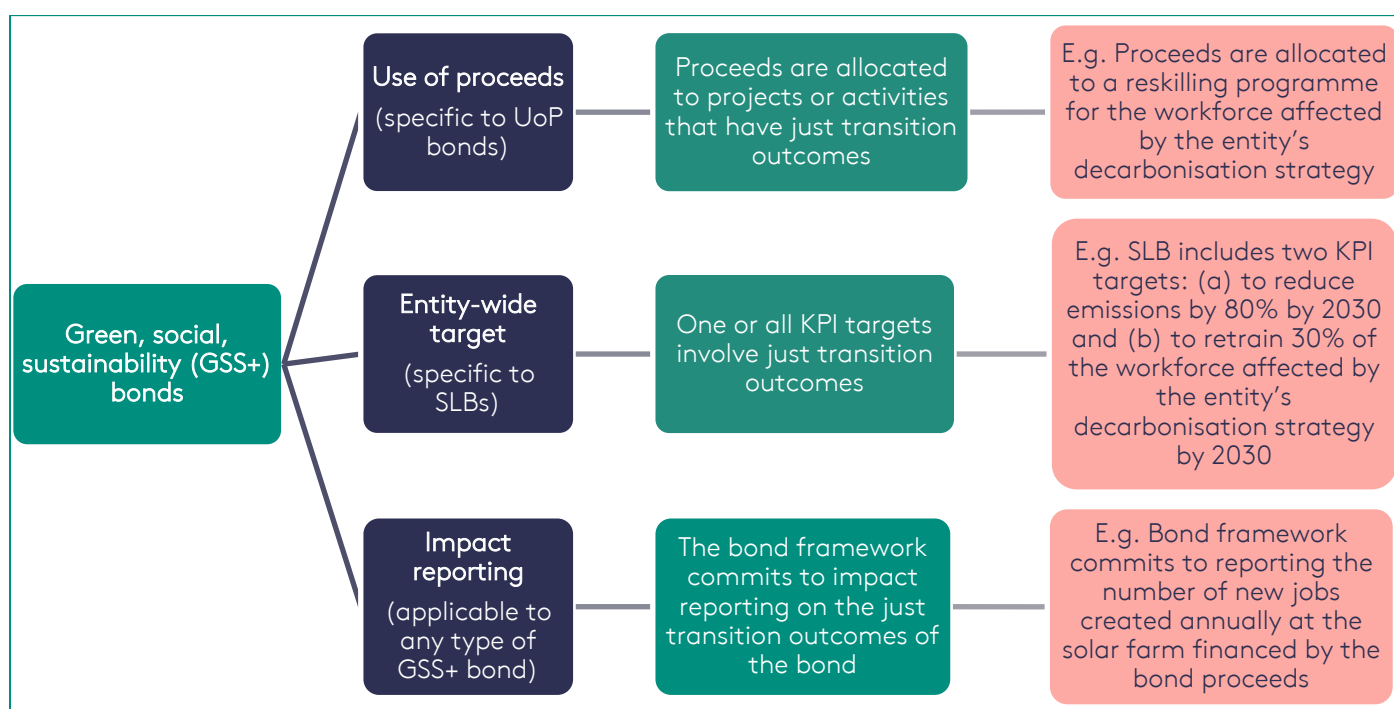 Green, social,
sustainability (GSS+)
bonds
Use of proceeds
(specific to UoP
bonds)
Proceeds are allocated
to projects or activities
that have just transition
outcomes
E.g. Proceeds are allocated
to a reskilling programme
for the workforce affected
by the entity’s
decarbonisation strategy
Entity-wide
target
(specific to
SLBs)
One or all KPI targets
involve just transition
outcomes
E.g. SLB includes two KPI
targets: (a) to reduce
emissions by 80% by 2030
and (b) to retrain 30% of
the workforce affected by
the entity’s
decarbonisation strategy
by 2030
Impact
reporting
(applicable to
any type of
GSS+ bond)
The bond framework
commits to impact
reporting on the just
transition outcomes of
the bond
E.g. Bond framework
commits to reporting the
number of new jobs
created annually at the
solar farm financed by the
bond proceeds